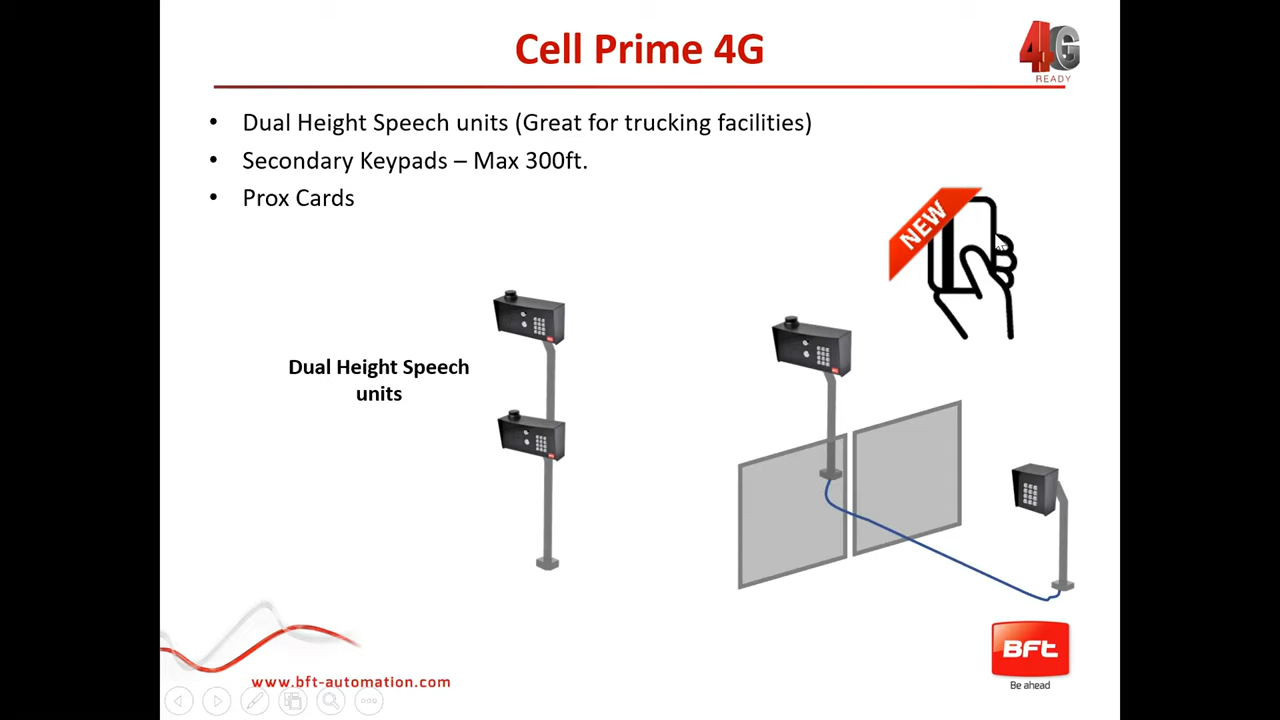 Cell Prime 4G
4G
READY
• Dual Height Speech units (Great for trucking facilities)
• Secondary Keypads – Max 300ft.
• Prox Cards
NEW
Dual Height Speech
units
BFT
Be ahead
www.bft-automation.com